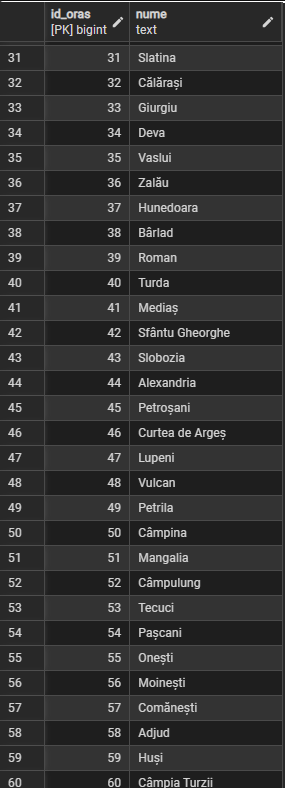 id_oras nume
[PK] bigint text
31 31 Slatina
32 32 Călărași
33 33 Giurgiu
34 34 Deva
35 35 Vaslui
36 36 Zalău
37 37 Hunedoara
38 38 Bârlad
39 39 Roman
40 40 Turda
41 41 Mediaș
42 42 Sfântu Gheorghe
43 43 Slobozia
44 44 Alexandria
45 45 Petroșani
46 46 Curtea de Argeș
47 47 Lupeni
48 48 Vulcan
49 49 Petrila
50 50 Câmpina
51 51 Mangalia
52 52 Câmpulung
53 53 Tecuci
54 54 Pașcani
55 55 Onești
56 56 Moinești
57 57 Comănești
58 58 Adjud
59 59 Huși
60 60 Câmpia Turzii